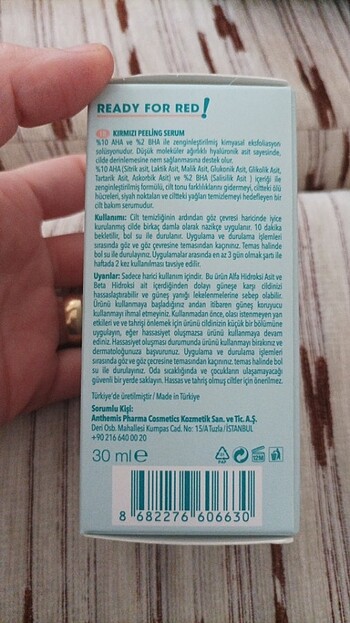 READY FOR RED!
TR KIRMIZI PEELİNG SERUM
%10 AHA ve %2 BHA ile zenginleştirilmiş kimyasal eksfoliasyon
solüsyonudur. Düşük moleküler ağırlıklı hyalüronik asit sayesinde,
cilde derinlemesine nem sağlanmasına destek olur.
%10 AHA (Sitrik asit, Laktik Asit, Malik Asit, Glukonik Asit, Glikolik Asit,
Tartarik Asit, Askorbik Asit) ve %2 BHA (Salisilik Asit ) içeriği ile
zenginleştirilmiş formülü, cilt tonu farklılıklarını gidermeyi, ciltteki ölü
hücreleri, siyah noktaları ve ciltteki yağları temizlemeyi hedefleyen bir
cilt bakım serumudur.
Kullanımı: Cilt temizliğinin ardından göz çevresi haricinde iyice
kurulanmış cilde birkaç damla olarak nazikçe uygulanır. 10 dakika
bekletilir, bol su ile durulanır. Uygulama ve durulama işlemleri
sırasında göz ve göz çevresine temasından kaçınınız. Temas halinde
bol su ile durulayınız. Uygulamalar arasında en az 3 gün olmak şartı ile
haftada 2 kez kullanılması tavsiye edilir.
Uyarılar: Sadece harici kullanım içindir. Bu ürün Alfa Hidroksi Asit ve
Beta Hidroksi Asit içeriğinden dolayı güneşe karşı cildinizi
hassaslaştırabilir ve güneş yanığı lekelenmelerine sebep olabilir.
Ürünü kullanmaya başladığınız andan itibaren güneş koruyucu
kullanmayı ihmal etmeyiniz. Kullanmadan önce, olası istenmeyen yan
etkileri ve ve tahrişi önlemek için ürünü cildinizin küçük bir bölümüne
uygulayın, eğer hassasiyet oluşmazsa ürünü kullanmaya devam
ediniz. Hassasiyet oluşması durumunda ürünü kullanmayı bırakınız ve
dermatoloğunuza başvurunuz. Uygulama ve durulama işlemleri
sırasında göz ve göz çevresine temasından kaçınınız, temas halinde bol
su ile durulayınız. Oda sıcaklığında ve çocukların ulaşamayacağı
güvenli bir yerde saklayın. Hassas ve tahriş olmuş ciltler için önerilmez.
Türkiye'de üretilmiştir / Made in Türkiye
Sorumlu Kişi:
Anthemis Pharma Cosmetics Kozmetik San. ve Tic. A.Ş.
Deri Osb. Mahallesi Kumpas Cad. No: 15/A Tuzla / İSTANBUL
+90 216 640 00 20
30 ml e
PAP
12M
8 682276 606630